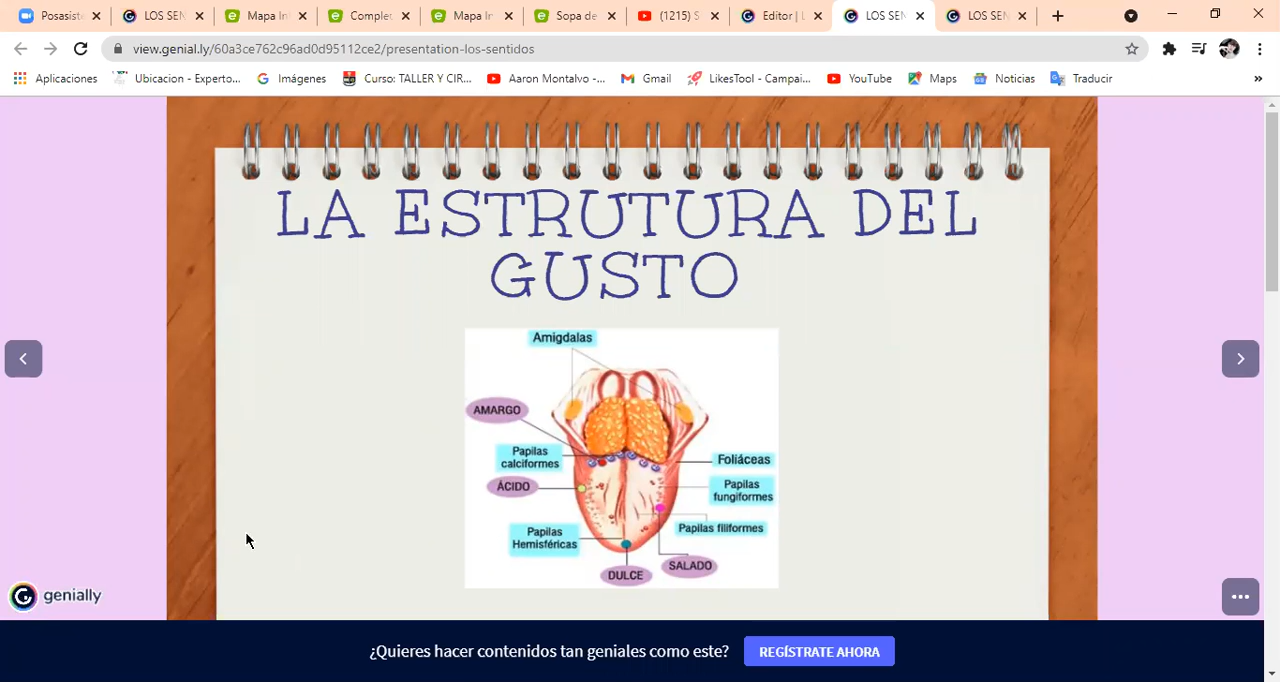 Posasiste
LOS SEN
Mapa In
Complet
Mapa In
Sopa de
(1215) S
Editor | L
LOS SEN
LOS SEN
view.genial.ly/60a3ce762c96ad0d95112ce2/presentation-los-sentidos
Aplicaciones
Ubicacion - Experto...
Imágenes
Curso: TALLER Y CIR...
Aaron Montalvo -...
Gmail
LikesTool - Campai...
YouTube
Maps
Noticias
Traducir
LA ESTRUTURA DEL
GUSTO
Amigdalas
AMARGO
Papilas
calciformes
Foliáceas
ÁCIDO
Papilas
fungiformes
Papilas
Hemisféricas
Papilas filiformes
DULCE
SALADO
genially
¿Quieres hacer contenidos tan geniales como este?
REGÍSTRATE AHORA